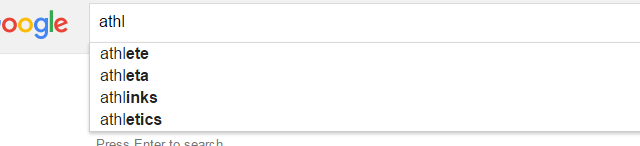 oogle athl
athlete
athleta
athlinks
athletics
Press Enter to search